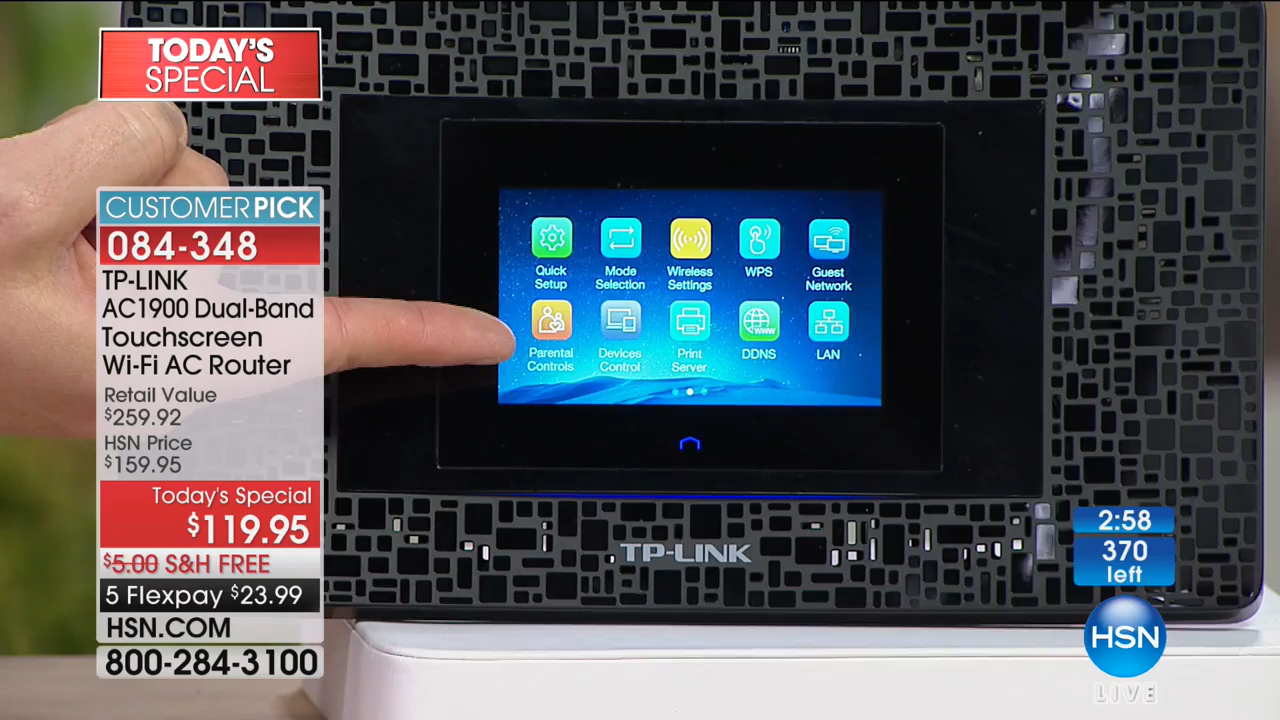 TODAY'S
SPECIAL
CUSTOMER PICK
084-348
TP-LINK
AC1900 Dual-Band
Touchscreen
Wi-Fi AC Router
Retail Value
$259.92
HSN Price
$159.95
Today's Special
$119.95
$5.00 S&H FREE
5 Flexpay $23.99
HSN.COM
800-284-3100
Quick
Setup
Mode
Selection
Wireless
Settings
WPS
Guest
Network
Parental
Controls
Devices
Control
Print
Server
www
DDNS
LAN
TP-LINK
2:58
370
left
HSN
LIVE